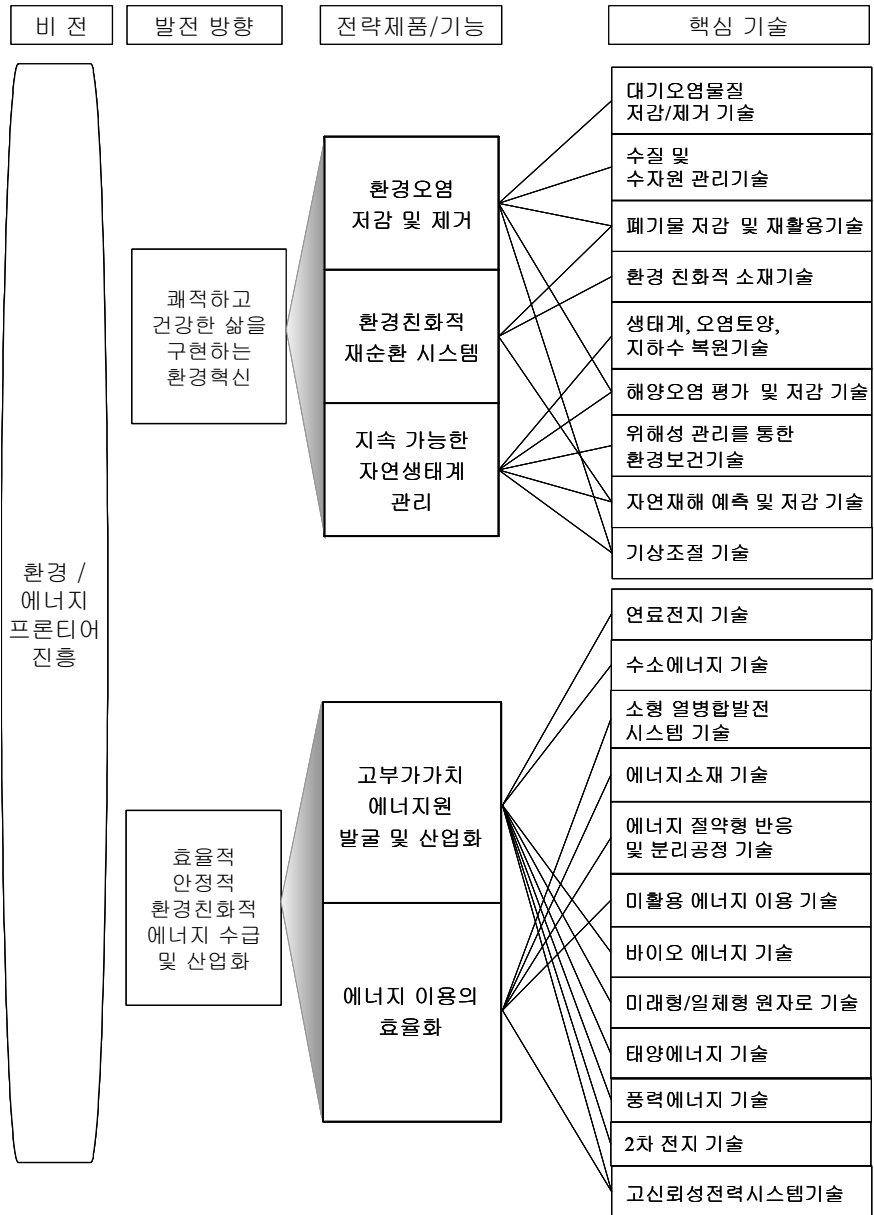 비 전
발전 방향
전략제품/기능
핵심 기술
환경 /
에너지
프론티어
진흥
쾌적하고
건강한 삶을
구현하는
환경혁신
환경오염
저감 및 제거
환경친화적
재순환 시스템
지속 가능한
자연생태계
관리
대기오염물질
저감/제거 기술
수질 및
수자원 관리기술
폐기물 저감 및 재활용기술
환경 친화적 소재기술
생태계, 오염토양,
지하수 복원기술
해양오염 평가 및 저감 기술
위해성 관리를 통한
환경보건기술
자연재해 예측 및 저감 기술
기상조절 기술
효율적
안정적
환경친화적
에너지 수급
및 산업화
고부가가치
에너지원
발굴 및 산업화
에너지 이용의
효율화
연료전지 기술
수소에너지 기술
소형 열병합발전
시스템 기술
에너지소재 기술
에너지 절약형 반응
및 분리공정 기술
미활용 에너지 이용 기술
바이오 에너지 기술
미래형/일체형 원자로 기술
태양에너지 기술
풍력에너지 기술
2차 전지 기술
고신뢰성전력시스템기술